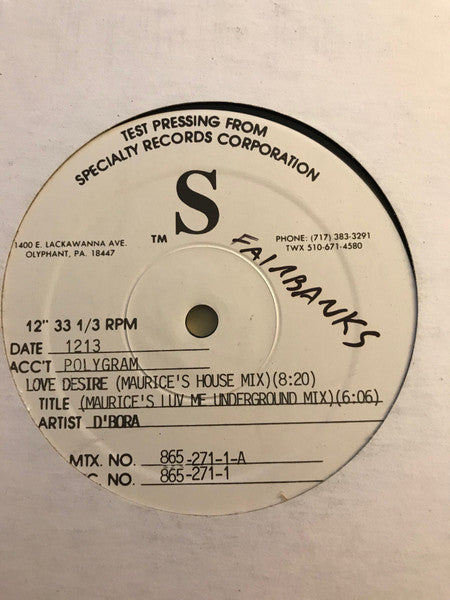 TEST PRESSING FROM
SPECIALTY RECORDS CORPORATION
S
TM
1400 E. LACKAWANNA AVE.
OLYPHANT, PA. 18447
PHONE: (717) 383-3291
TWX 510-671-4580
FAIRBANKS
12" 33 1/3 RPM
DATE 1213
ACC'T POLYGRAM
LOVE DESIRE (MAURICE'S HOUSE MIX)(8:20)
TITLE (MAURICE'S LUV ME UNDERGROUND MIX)(6:06)
ARTIST D'BORA
MTX. NO. 865-271-1-A
C. NO. 865-271-1